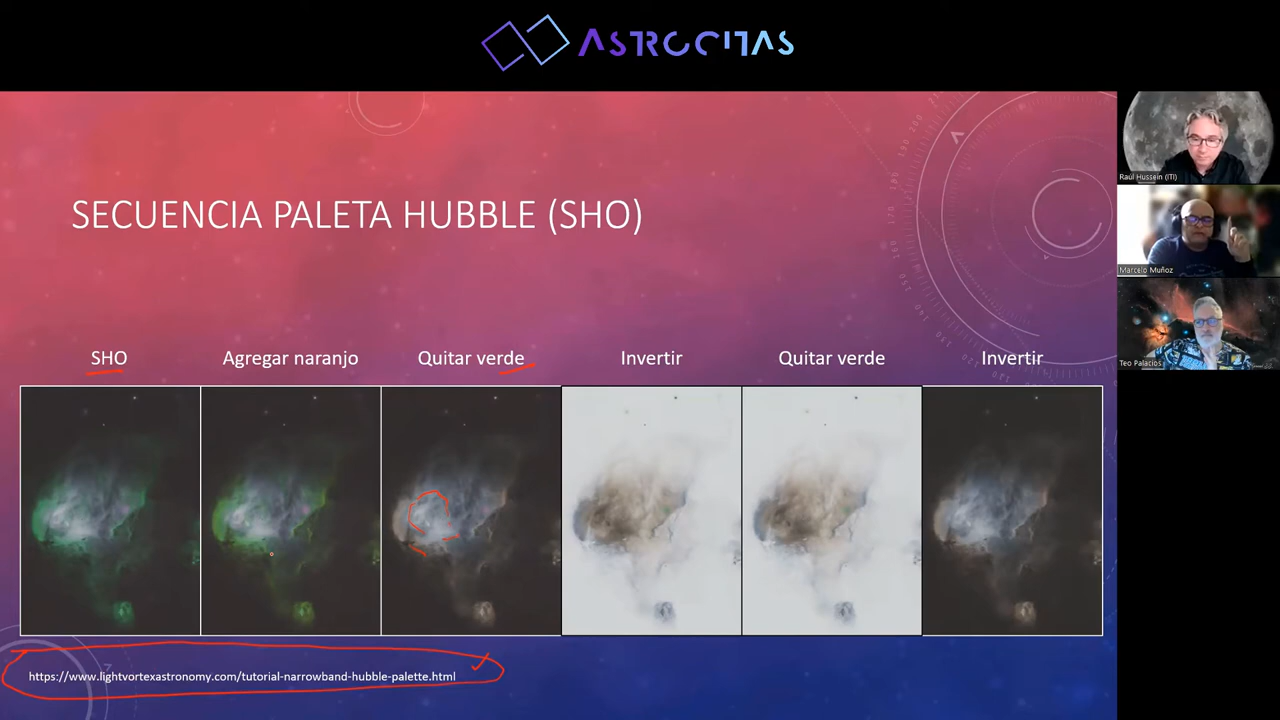 ASTROCITAS
SECUENCIA PALETA HUBBLE (SHO)
SHO
Agregar naranjo
Quitar verde
Invertir
Quitar verde
Invertir
https://www.lightvortexastronomy.com/tutorial-narrowband-hubble-palette.html
Raúl Hussein (ITI)
Marcelo Muñoz
Teo Palacios